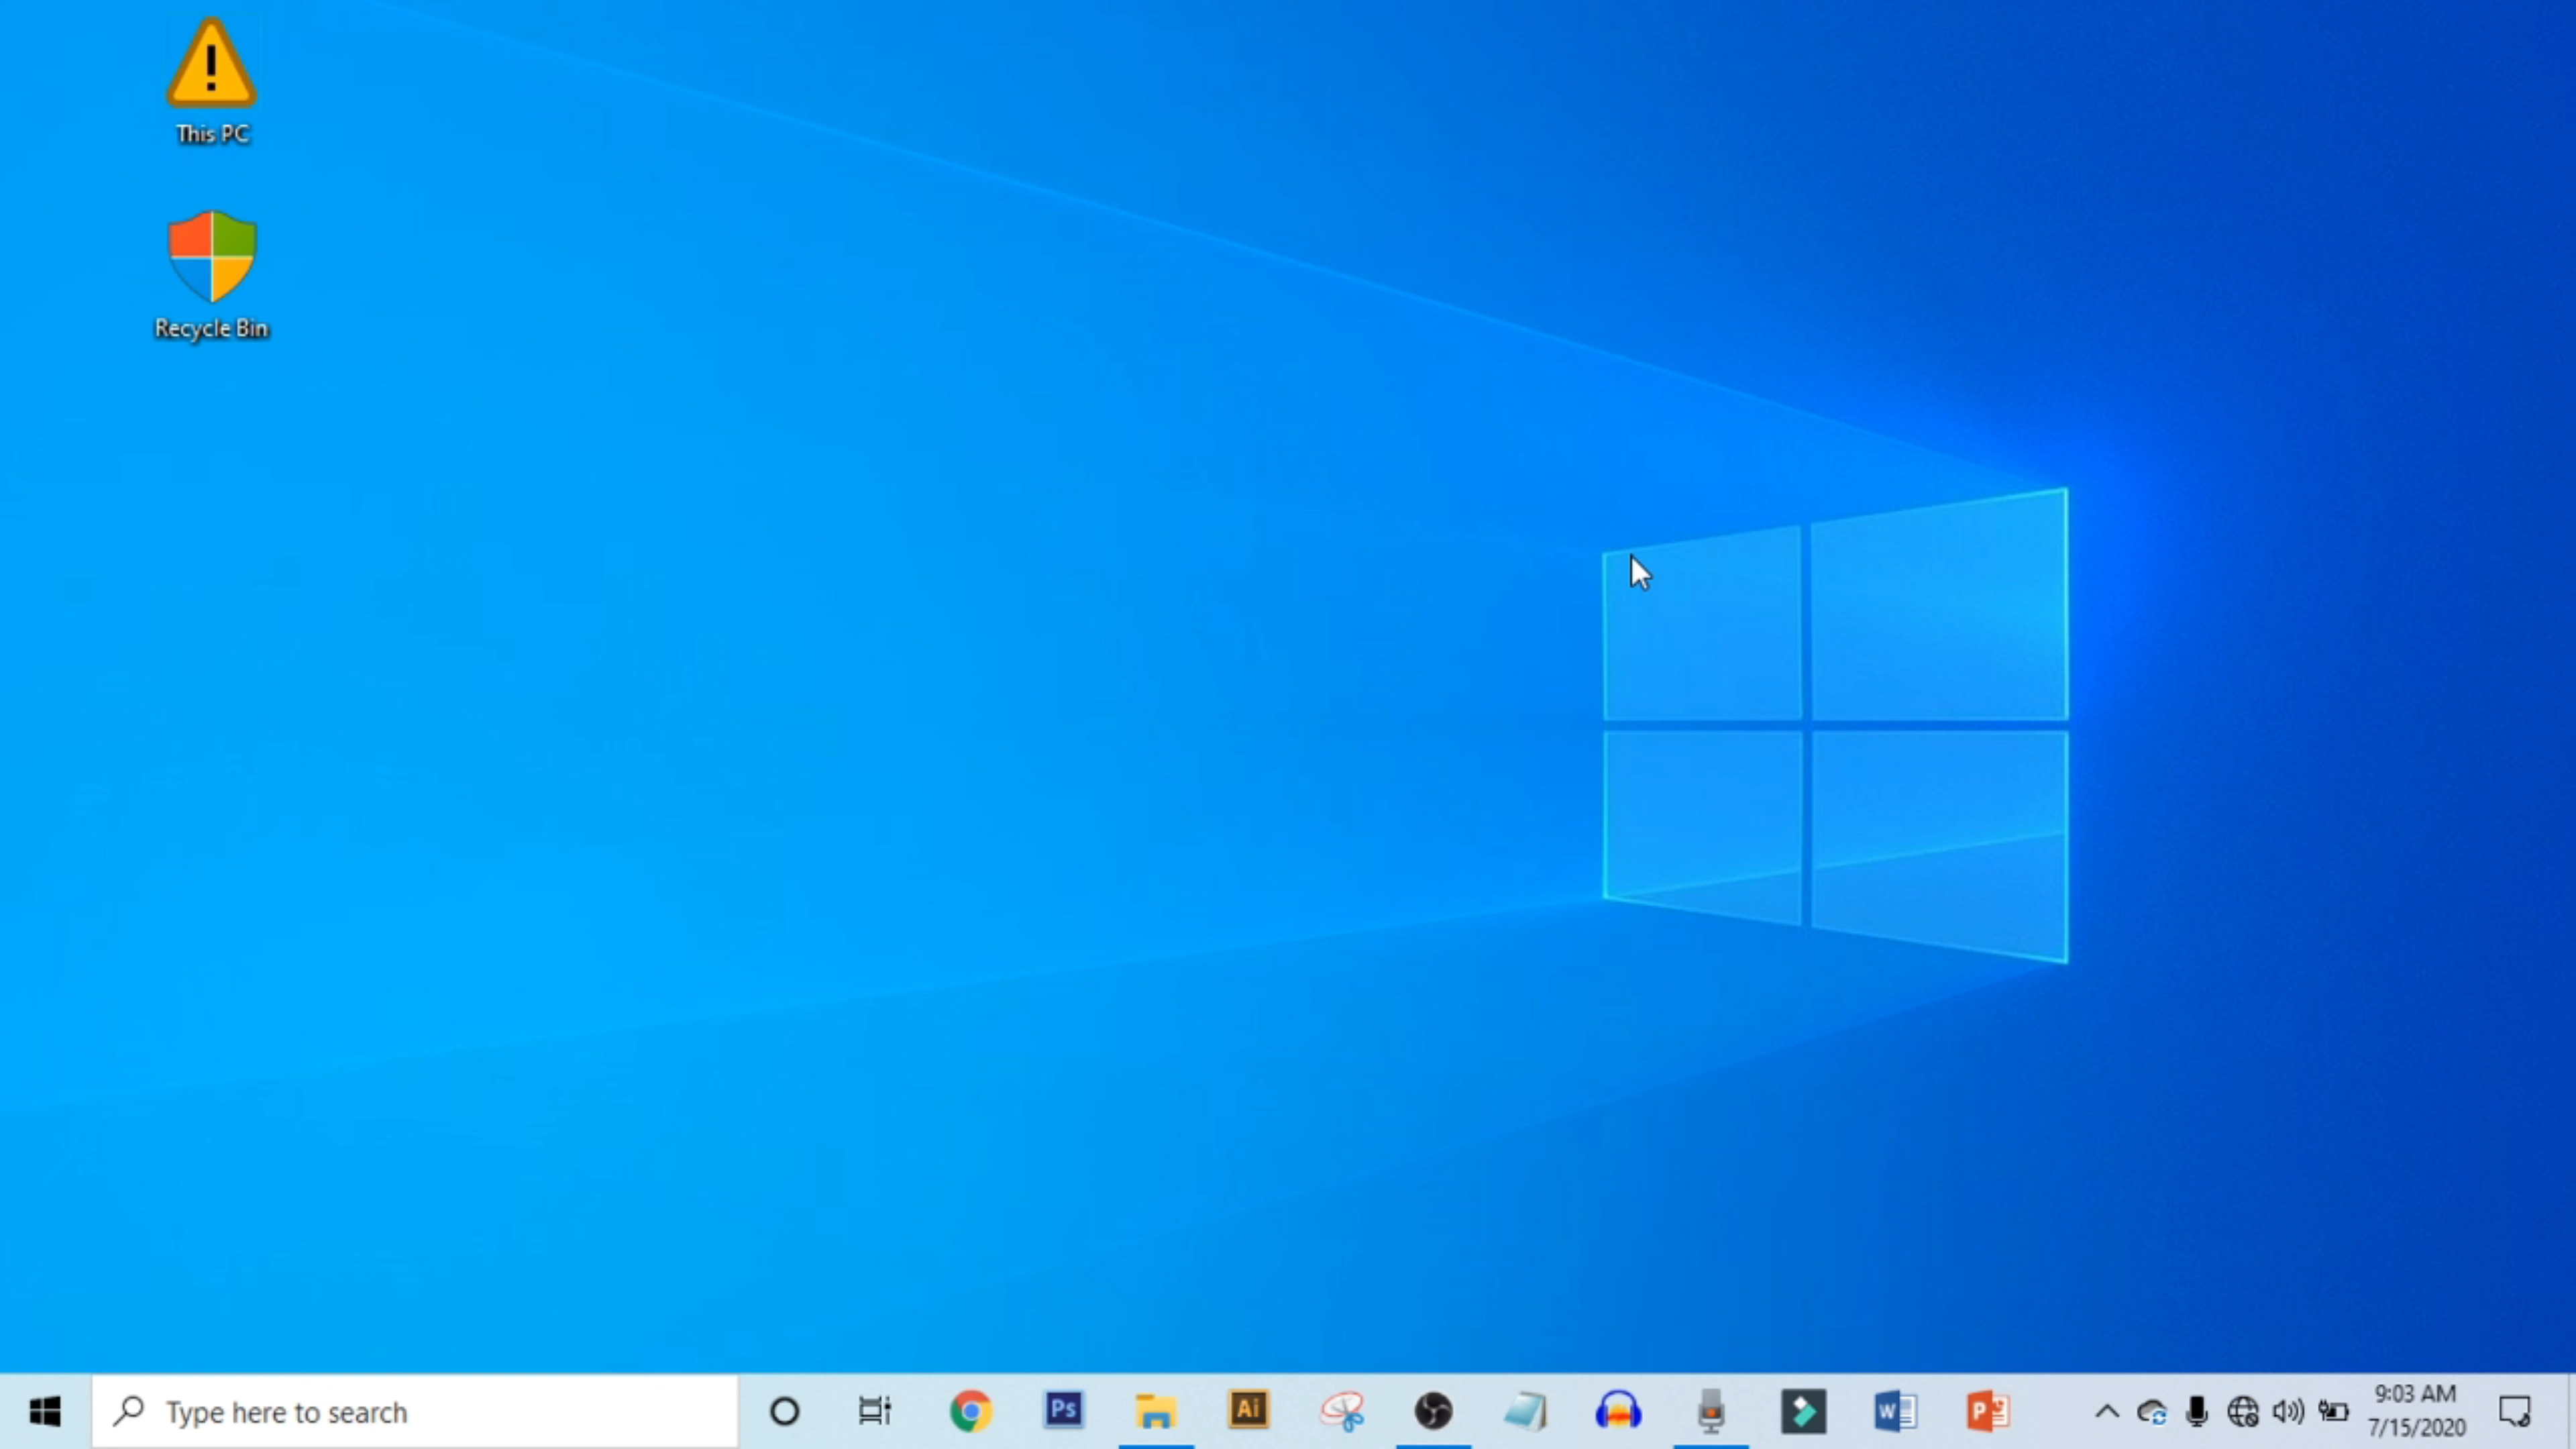 This PC
Recycle Bin
Type here to search
Ps
Ai
W
P
9:03 AM
7/15/2020